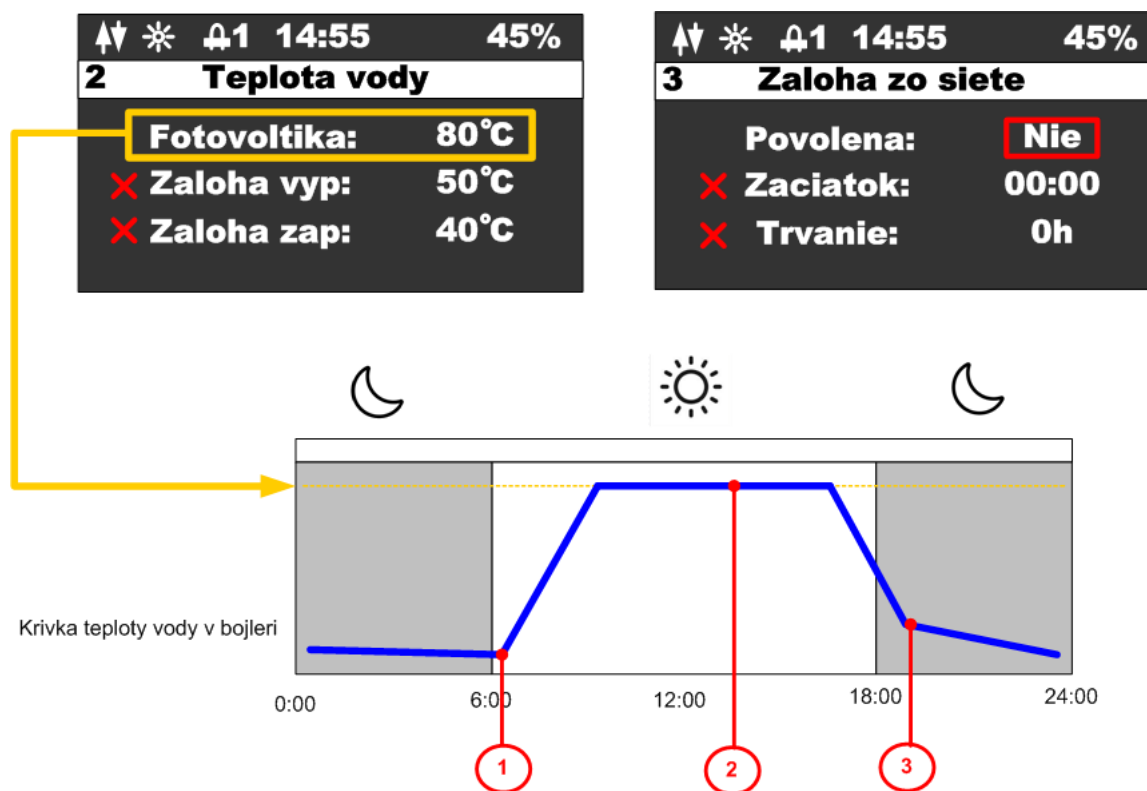 1 14:55 45%
2 Teplota vody
Fotovoltika: 80°C
Zaloha vyp: 50°C
Zaloha zap: 40°C
1 14:55 45%
3 Zaloha zo siete
Povolena: Nie
Zaciatok: 00:00
Trvanie: 0h
Krivka teploty vody v bojleri
0:00 6:00 12:00 18:00 24:00
1 2 3